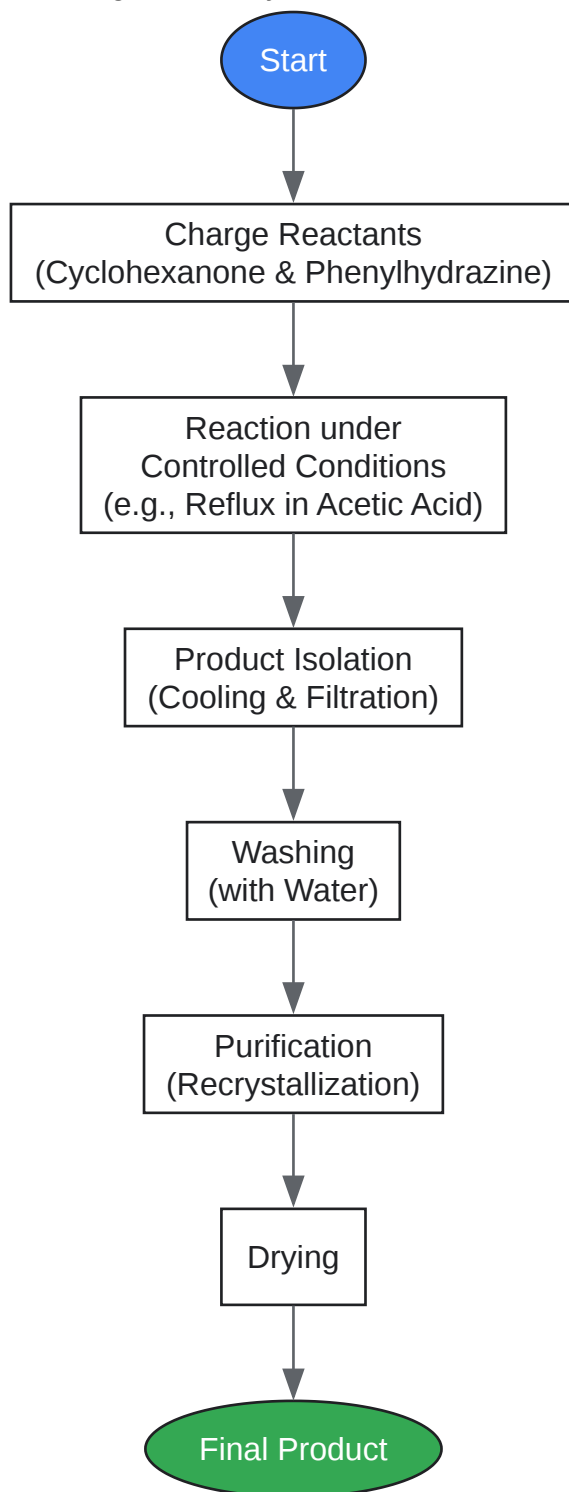 Start
Charge Reactants
(Cyclohexanone & Phenylhydrazine)
Reaction under
Controlled Conditions
(e.g., Reflux in Acetic Acid)
Product Isolation
(Cooling & Filtration)
Washing
(with Water)
Purification
(Recrystallization)
Drying
Final Product